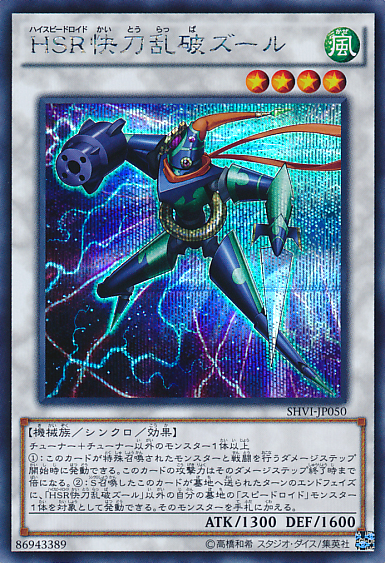 ハイスピードロイド かい とう らっ ぱ
HSR快刀乱破ズール
かぜ
風
SHVI-JP050
【機械族/シンクロ/効果】
チューナー+チューナー以外のモンスター1体以上
①:このカードが特殊召喚されたモンスターと戦闘を行うダメージステップ
開始時に発動できる。このカードの攻撃力はそのダメージステップ終了時まで
倍になる。②:S召喚したこのカードが墓地へ送られたターンのエンドフェイズ
に、「HSR快刀乱破ズール」以外の自分の墓地の「スピードロイド」モンスター
1体を対象として発動できる。そのモンスターを手札に加える。
ATK/1300 DEF/1600
86943389
©高橋和希 スタジオ・ダイス/集英社